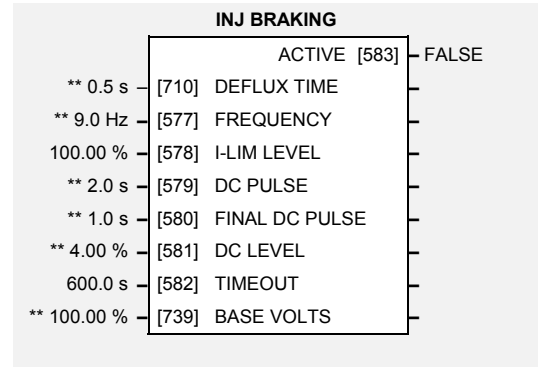 INJ BRAKING
ACTIVE [583] FALSE
** 0.5 s [710] DEFLUX TIME
** 9.0 Hz [577] FREQUENCY
100.00 % [578] I-LIM LEVEL
** 2.0 s [579] DC PULSE
** 1.0 s [580] FINAL DC PULSE
** 4.00 % [581] DC LEVEL
600.0 s [582] TIMEOUT
** 100.00 % [739] BASE VOLTS